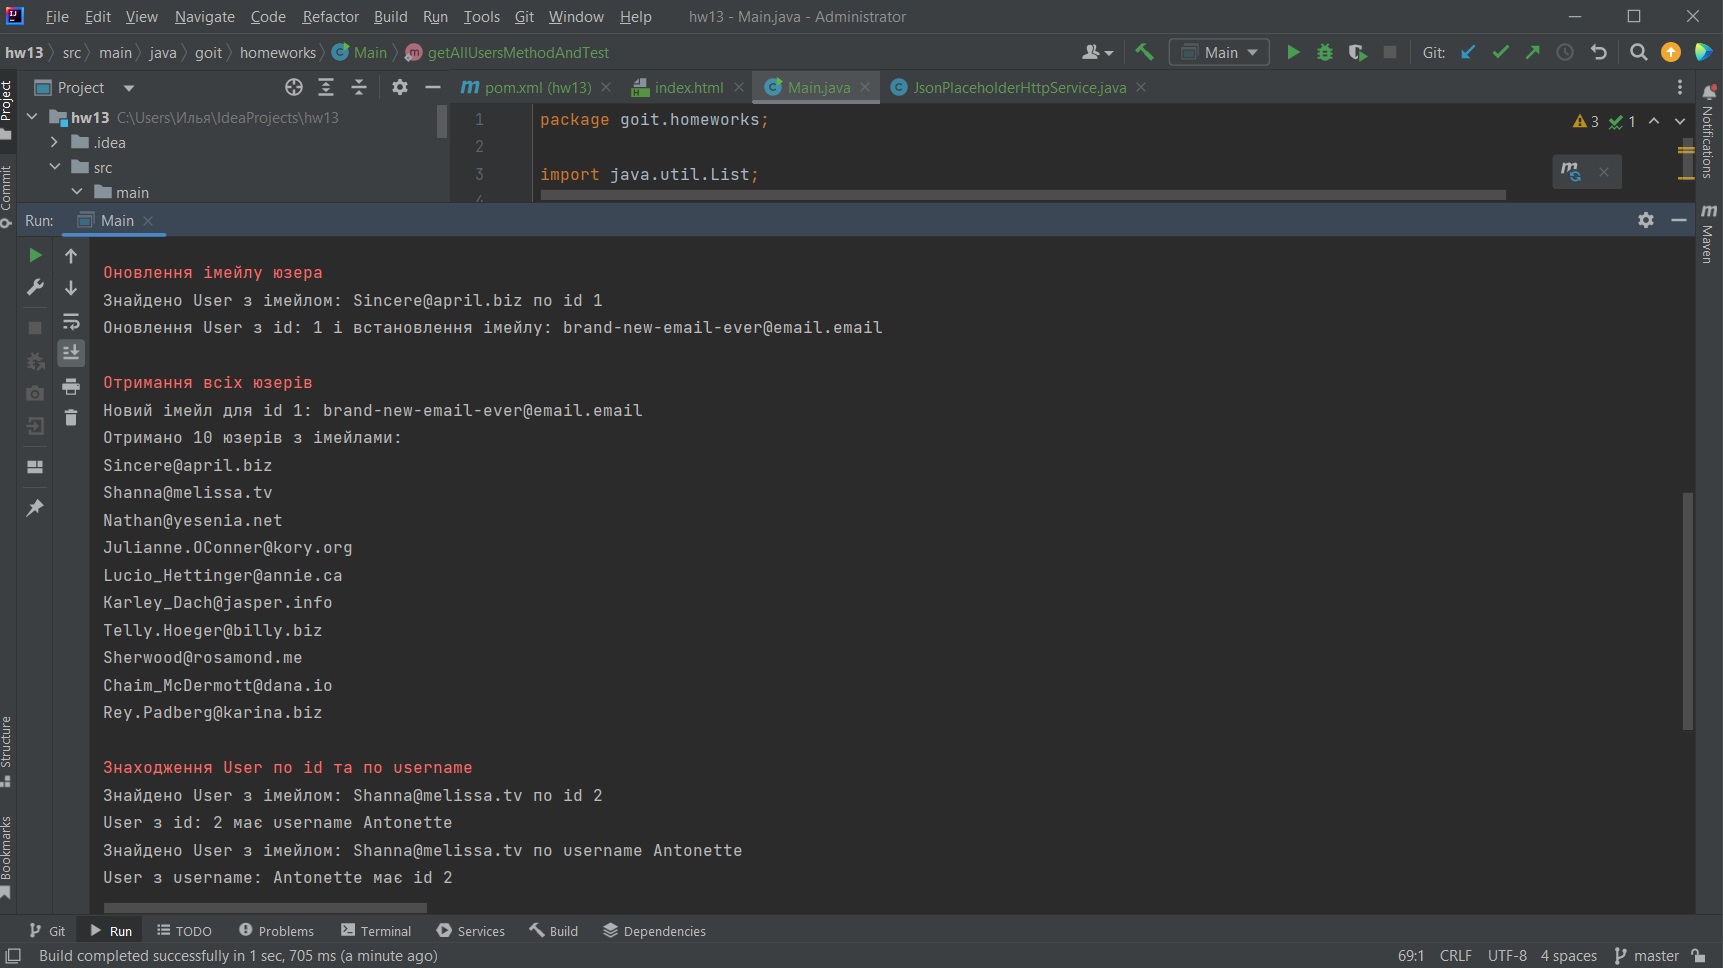 File Edit View Navigate Code Refactor Build Run Tools Git Window Help hw13 - Main.java - Administrator
hw13 src main java goit homeworks Main getAllUsersMethodAndTest Main Git:
Project pom.xml (hw13) index.html Main.java JsonPlaceholderHttpService.java
hw13 C:\Users\Илья\IdeaProjects\hw13
.idea
src
main
1 package goit.homeworks;
2
3 import java.util.List;
3 1
Run: Main
Оновлення імейлу юзера
Знайдено User з імейлом: Sincere@april.biz по id 1
Оновлення User з id: 1 і встановлення імейлу: brand-new-email-ever@email.email
Отримання всіх юзерів
Новий імейл для id 1: brand-new-email-ever@email.email
Отримано 10 юзерів з імейлами:
Sincere@april.biz
Shanna@melissa.tv
Nathan@yesenia.net
Julianne.OConner@kory.org
Lucio_Hettinger@annie.ca
Karley_Dach@jasper.info
Telly.Hoeger@billy.biz
Sherwood@rosamond.me
Chaim_McDermott@dana.io
Rey.Padberg@karina.biz
Знаходження User по id та по username
Знайдено User з імейлом: Shanna@melissa.tv по id 2
User з id: 2 має username Antonette
Знайдено User з імейлом: Shanna@melissa.tv по username Antonette
User з username: Antonette має id 2
Project
Commit
Structure
Bookmarks
Notifications
Maven
Git Run TODO Problems Terminal Services Build Dependencies
Build completed successfully in 1 sec, 705 ms (a minute ago) 69:1 CRLF UTF-8 4 spaces master